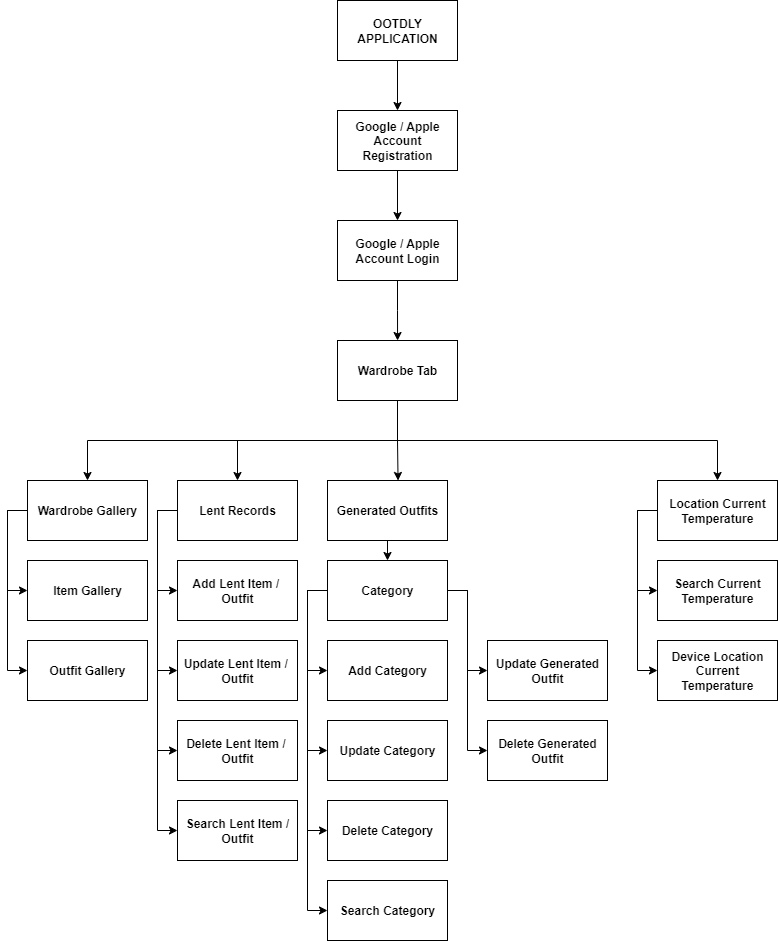 OOTDLY
APPLICATION
Google / Apple
Account
Registration
Google / Apple
Account Login
Wardrobe Tab
Wardrobe Gallery
Item Gallery
Outfit Gallery
Lent Records
Add Lent Item /
Outfit
Update Lent Item /
Outfit
Delete Lent Item /
Outfit
Search Lent Item /
Outfit
Generated Outfits
Category
Add Category
Update Category
Delete Category
Search Category
Update Generated
Outfit
Delete Generated
Outfit
Location Current
Temperature
Search Current
Temperature
Device Location
Current
Temperature